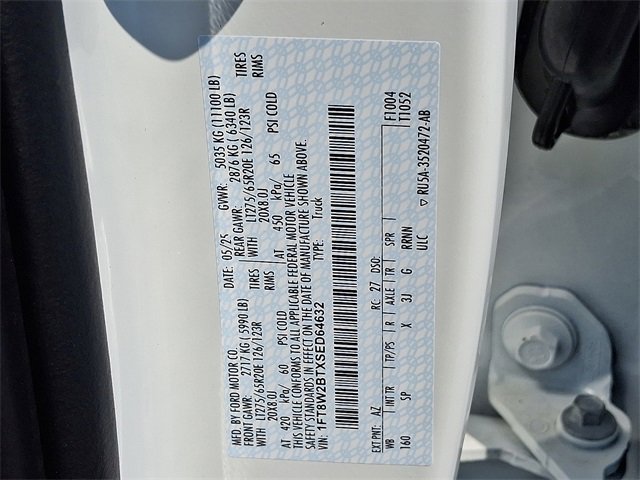 MFD. BY FORD MOTOR CO.
DATE: 05/25 GVWR: 5035 KG (11100 LB)
FRONT GAWR: 2717 KG (5990 LB)
REAR GAWR: 2876 KG (6340 LB)
WITH LT275/65R20E 126/123R TIRES
WITH LT275/65R20E 126/123R TIRES
20X8.0J RIMS
20X8.0J RIMS
AT 420 kPa/ 60 PSI COLD
AT 450 kPa/ 65 PSI COLD
THIS VEHICLE CONFORMS TO ALL APPLICABLE FEDERAL MOTOR VEHICLE
SAFETY STANDARDS IN EFFECT ON THE DATE OF MANUFACTURE SHOWN ABOVE.
VIN: 1FT8W2BTXSED64632
TYPE: Truck
EXT PNT: AZ RC: 27 DSO: F1004
T1052
WB INT TR TP/PS R AXLE TR SPR
160 SP X 3J G RRNN
ULC
▽ RU5A-3520472-AB